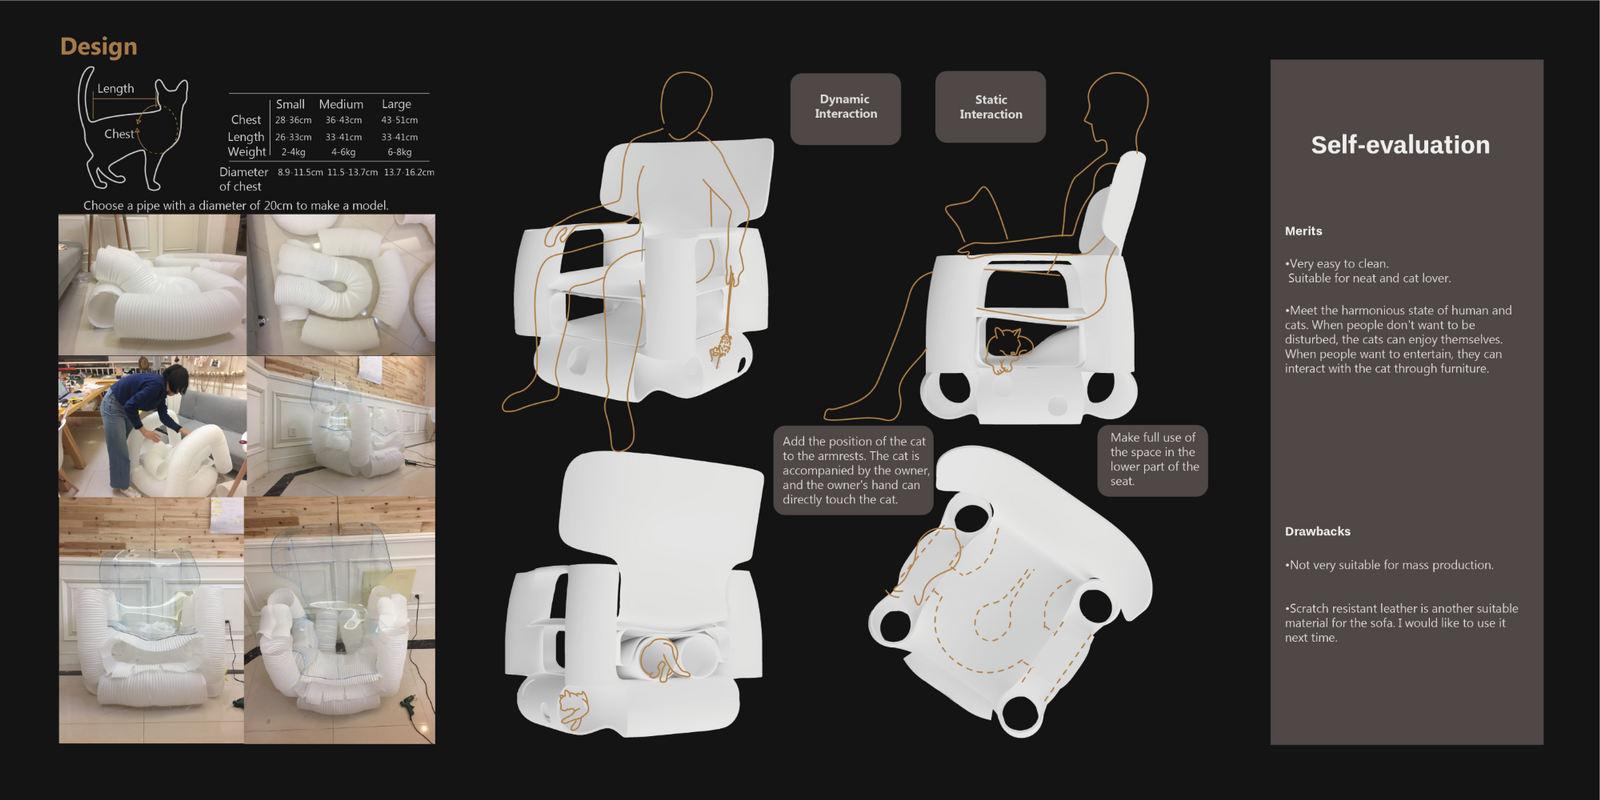 Design
Length
Chest
Small Medium Large
Chest 28-36cm 36-43cm 43-51cm
Length 26-33cm 33-41cm 33-41cm
Weight 2-4kg 4-6kg 6-8kg
Diameter 8.9-11.5cm 11.5-13.7cm 13.7-16.2cm
of chest
Choose a pipe with a diameter of 20cm to make a model.
Dynamic
Interaction
Static
Interaction
Add the position of the cat
to the armrests. The cat is
accompanied by the owner,
and the owner's hand can
directly touch the cat.
Make full use of
the space in the
lower part of the
seat.
Self-evaluation
Merits
•Very easy to clean.
Suitable for neat and cat lover.
•Meet the harmonious state of human and
cats. When people don't want to be
disturbed, the cats can enjoy themselves.
When people want to entertain, they can
interact with the cat through furniture.
Drawbacks
•Not very suitable for mass production.
•Scratch resistant leather is another suitable
material for the sofa. I would like to use it
next time.